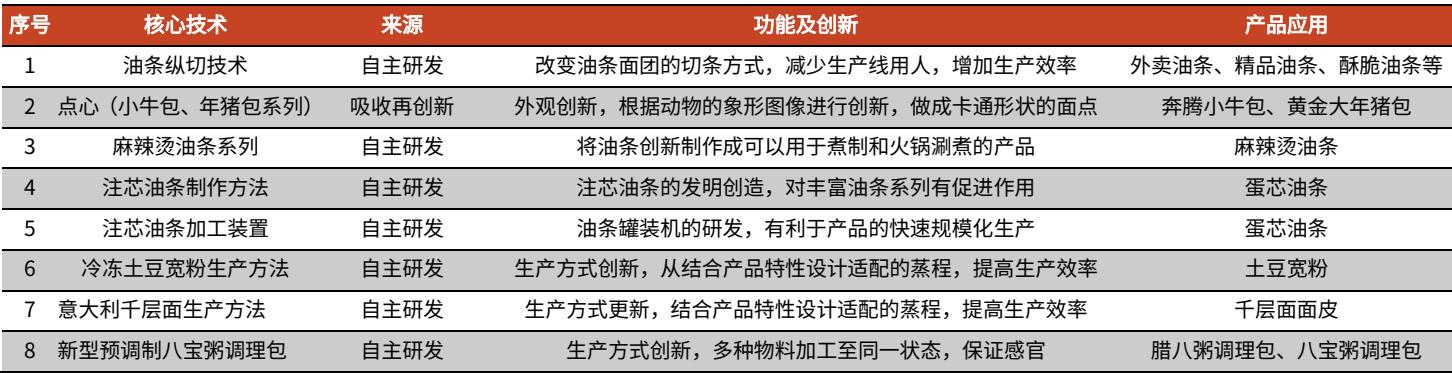 序号 核心技术 来源 功能及创新 产品应用
1 油条纵切技术 自主研发 改变油条面团的切条方式，减少生产线用人，增加生产效率 外卖油条、精品油条、酥脆油条等
2 点心（小牛包、年猪包系列） 吸收再创新 外观创新，根据动物的象形图像进行创新，做成卡通形状的面点 奔腾小牛包、黄金大年猪包
3 麻辣烫油条系列 自主研发 将油条创新制作成可以用于煮制和火锅涮煮的产品 麻辣烫油条
4 注芯油条制作方法 自主研发 注芯油条的发明创造，对丰富油条系列有促进作用 蛋芯油条
5 注芯油条加工装置 自主研发 油条罐装机的研发，有利于产品的快速规模化生产 蛋芯油条
6 冷冻土豆宽粉生产方法 自主研发 生产方式创新，从结合产品特性设计适配的蒸程，提高生产效率 土豆宽粉
7 意大利千层面生产方法 自主研发 生产方式更新，结合产品特性设计适配的蒸程，提高生产效率 千层面面皮
8 新型预调制八宝粥调理包 自主研发 生产方式创新，多种物料加工至同一状态，保证感官 腊八粥调理包、八宝粥调理包